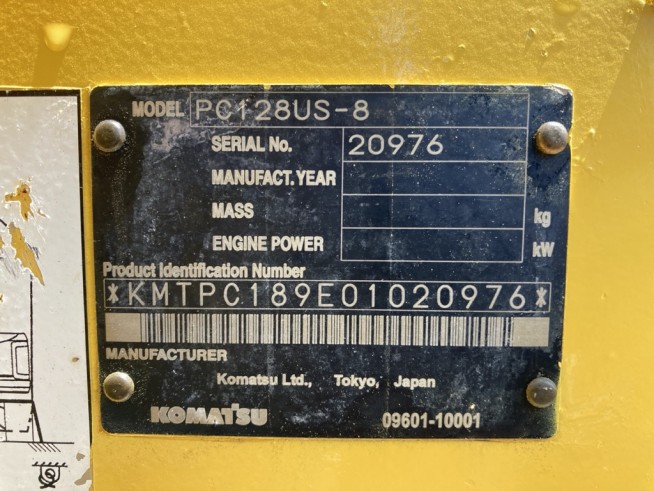 MODEL PC128US-8
SERIAL No. 20976
MANUFACT. YEAR
MASS kg
ENGINE POWER kW
Product Identification Number
*KMTPC189E01020976*
MANUFACTURER
Komatsu Ltd., Tokyo, Japan
KOMATSU 09601-10001